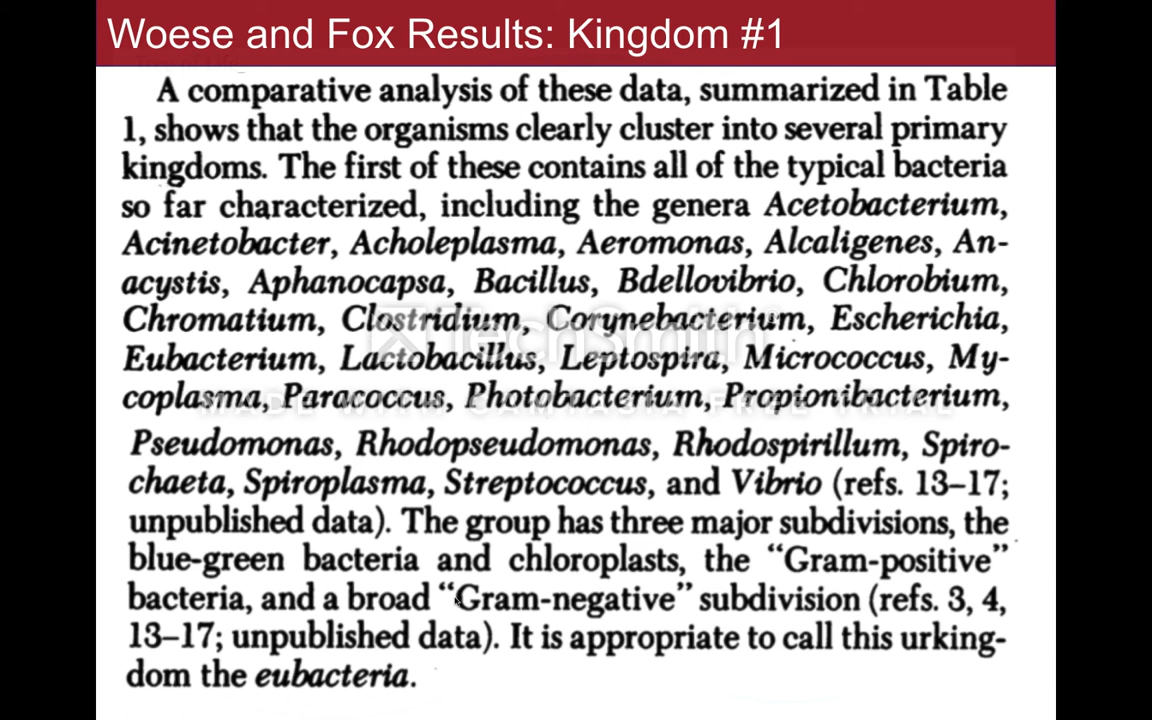 Woese and Fox Results: Kingdom #1
A comparative analysis of these data, summarized in Table
1, shows that the organisms clearly cluster into several primary
kingdoms. The first of these contains all of the typical bacteria
so far characterized, including the genera Acetobacterium,
Acinetobacter, Acholeplasma, Aeromonas, Alcaligenes, An-
acystis, Aphanocapsa, Bacillus, Bdellovibrio, Chlorobium,
Chromatium, Clostridium, Corynebacterium, Escherichia,
TechSmith
Eubacterium, Lactobacillus, Leptospira, Micrococcus, My-
coplasma, Paracoccus, Photobacterium, Propionibacterium,
MADE WITH CAMTASIA FREE TRIAL
Pseudomonas, Rhodopseudomonas, Rhodospirillum, Spiro-
chaeta, Spiroplasma, Streptococcus, and Vibrio (refs. 13–17;
unpublished data). The group has three major subdivisions, the
blue-green bacteria and chloroplasts, the “Gram-positive”
bacteria, and a broad “Gram-negative” subdivision (refs. 3, 4,
13–17; unpublished data). It is appropriate to call this urking-
dom the eubacteria.